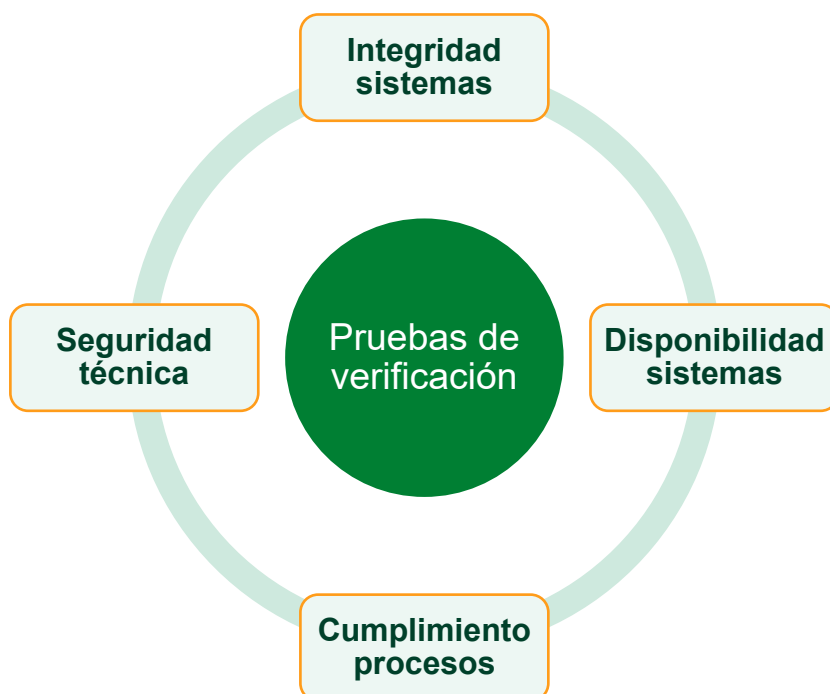 Integridad
sistemas
Seguridad
técnica
Pruebas de
verificación
Disponibilidad
sistemas
Cumplimiento
procesos